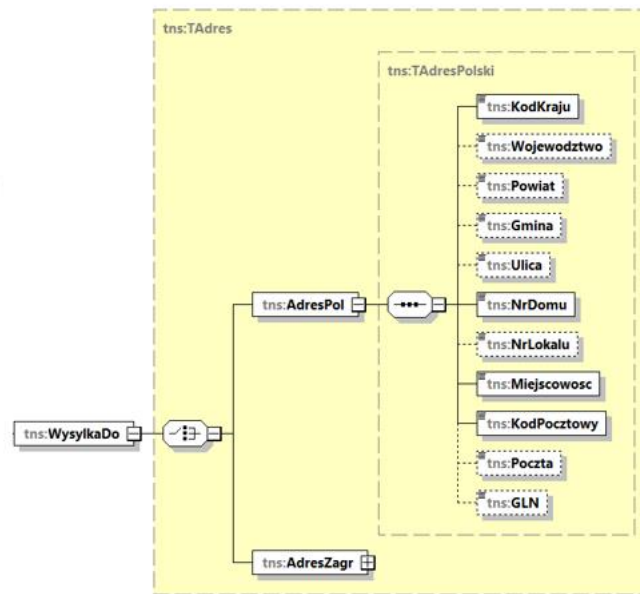 tns:TAdres
tns:TAdresPolski
tns:KodKraju
tns:Wojewodztwo
tns:Powiat
tns:Gmina
tns:Ulica
tns:AdresPol
tns:NrDomu
tns:NrLokalu
tns:Miejscowosc
tns:KodPocztowy
tns:WysylkaDo
tns:Poczta
tns:GLN
tns:AdresZagr